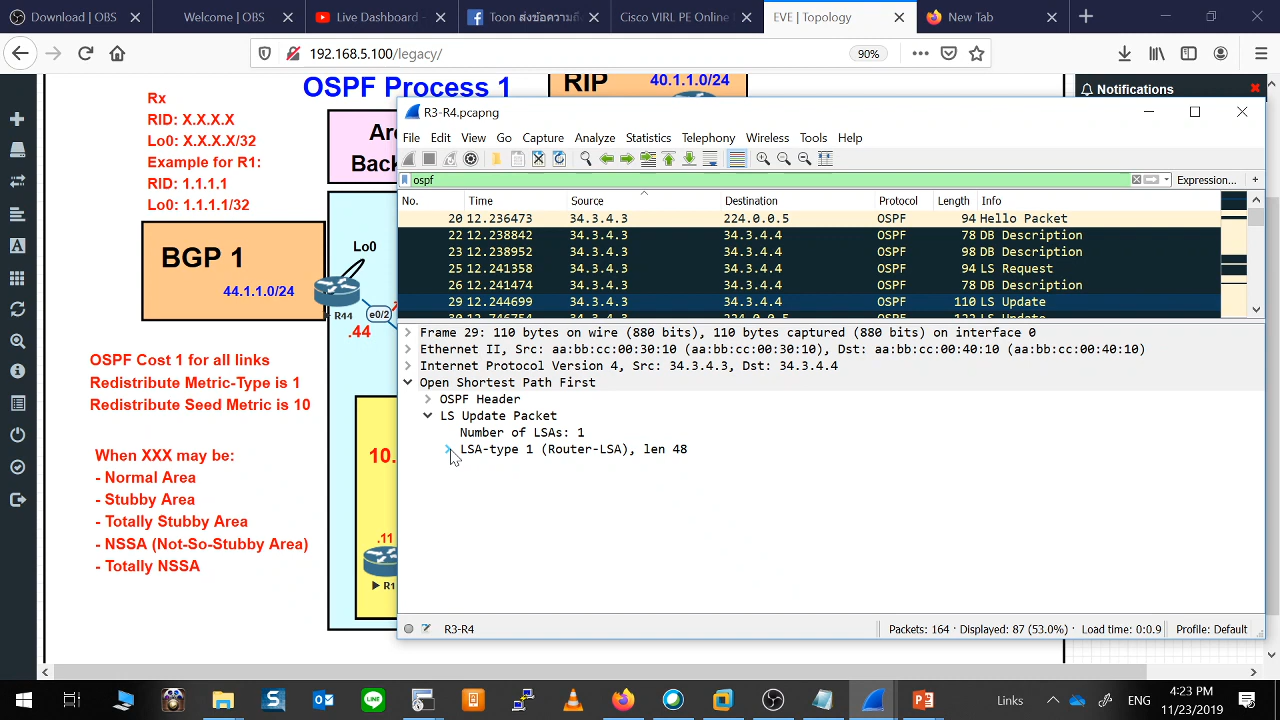 Download | OBS
Welcome | OBS
Live Dashboard -
Toon ส่งข้อความถึง
Cisco VIRL PE Online
EVE | Topology
New Tab
192.168.5.100/legacy/
90%
OSPF Process 1
RIP
40.1.1.0/24
Notifications
Rx
RID: X.X.X.X
Lo0: X.X.X.X/32
Example for R1:
RID: 1.1.1.1
Lo0: 1.1.1.1/32
Back
BGP 1
44.1.1.0/24
Lo0
R44
e0/2
.44
OSPF Cost 1 for all links
Redistribute Metric-Type is 1
Redistribute Seed Metric is 10
When XXX may be:
- Normal Area
- Stubby Area
- Totally Stubby Area
- NSSA (Not-So-Stubby Area)
- Totally NSSA
10.
.11
R1
R3-R4.pcapng
File Edit View Go Capture Analyze Statistics Telephony Wireless Tools Help
ospf
Expression...
No. Time Source Destination Protocol Length Info
20 12.236473 34.3.4.3 224.0.0.5 OSPF 94 Hello Packet
22 12.238842 34.3.4.3 34.3.4.4 OSPF 78 DB Description
23 12.238952 34.3.4.3 34.3.4.4 OSPF 98 DB Description
25 12.241358 34.3.4.3 34.3.4.4 OSPF 94 LS Request
26 12.241474 34.3.4.3 34.3.4.4 OSPF 98 DB Description
29 12.244699 34.3.4.3 34.3.4.4 OSPF 110 LS Update
Frame 29: 110 bytes on wire (880 bits), 110 bytes captured (880 bits) on interface 0
Ethernet II, Src: aa:bb:cc:00:30:10 (aa:bb:cc:00:30:10), Dst: aa:bb:cc:00:40:10 (aa:bb:cc:00:40:10)
Internet Protocol Version 4, Src: 34.3.4.3, Dst: 34.3.4.4
Open Shortest Path First
OSPF Header
LS Update Packet
Number of LSAs: 1
LSA-type 1 (Router-LSA), len 48
R3-R4
Packets: 164 · Displayed: 87 (53.0%) · Load time: 0:0.9
Profile: Default
Links
ENG
4:23 PM
11/23/2019